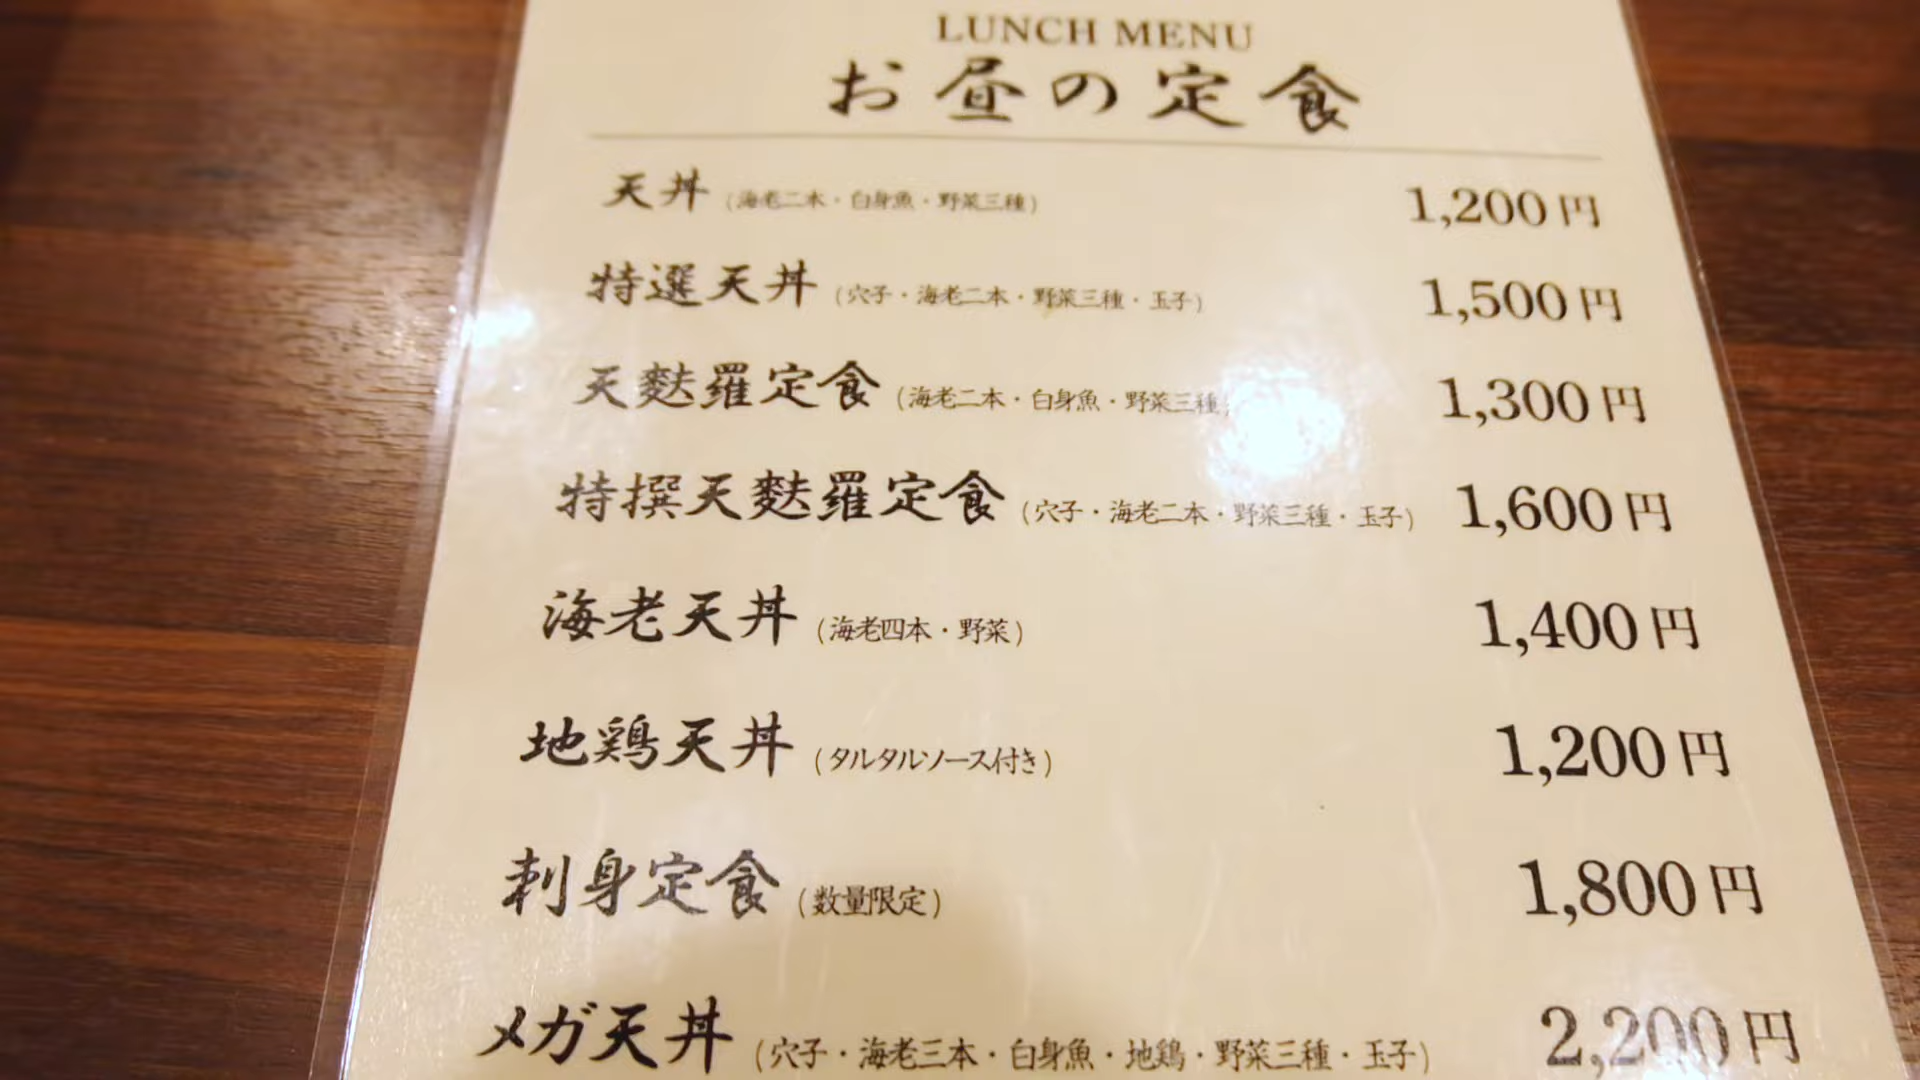 LUNCH MENU
お昼の定食
天丼 (海老二本・白身魚・野菜三種) 1,200円
特選天丼 (穴子・海老二本・野菜三種・玉子) 1,500円
天麩羅定食 (海老二本・白身魚・野菜三種) 1,300円
特撰天麩羅定食 (穴子・海老二本・野菜三種・玉子) 1,600円
海老天丼 (海老四本・野菜) 1,400円
地鶏天丼 (タルタルソース付き) 1,200円
刺身定食 (数量限定) 1,800円
メガ天丼 (穴子・海老三本・白身魚・地鶏・野菜三種・玉子) 2,200円